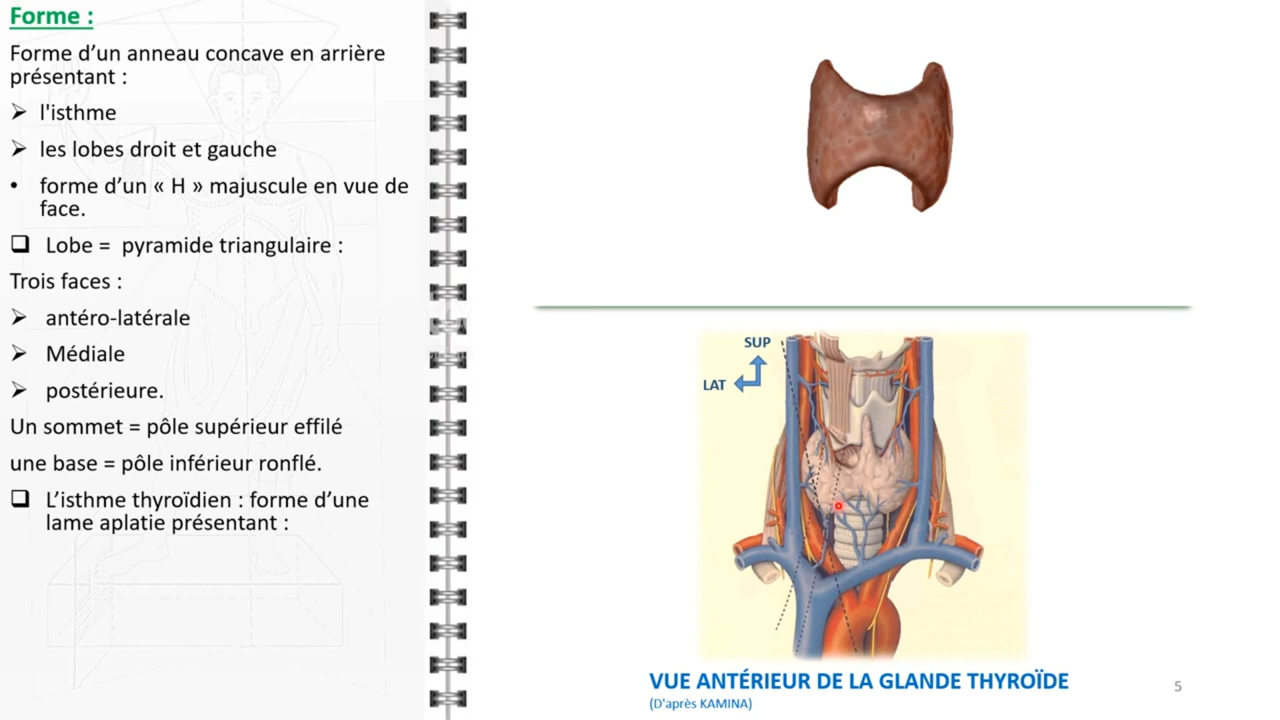 Forme :
Forme d’un anneau concave en arrière
présentant :
➢ l'isthme
➢ les lobes droit et gauche
• forme d’un « H » majuscule en vue de
face.
❑ Lobe = pyramide triangulaire :
Trois faces :
➢ antéro-latérale
➢ Médiale
➢ postérieure.
Un sommet = pôle supérieur effilé
une base = pôle inférieur ronflé.
❑ L’isthme thyroïdien : forme d’une
lame aplatie présentant :
SUP
LAT
VUE ANTÉRIEUR DE LA GLANDE THYROÏDE
(D'après KAMINA)
5